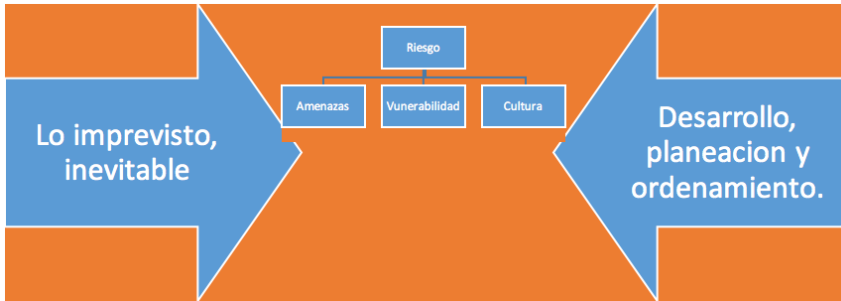 Riesgo
Amenazas
Vunerabilidad
Cultura
Lo imprevisto,
inevitable
Desarrollo,
planeacion y
ordenamiento.